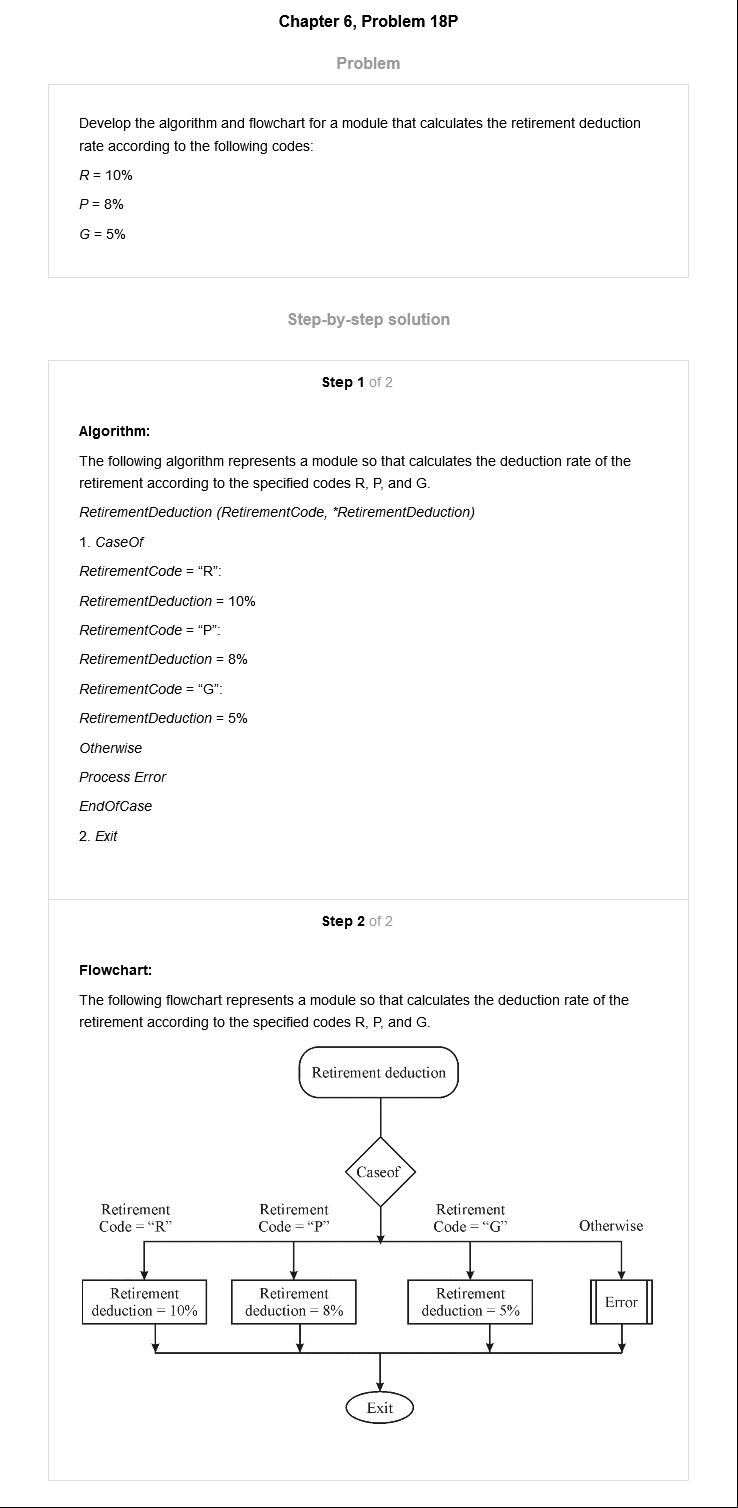 Chapter 6, Problem 18P
Problem
Develop the algorithm and flowchart for a module that calculates the retirement deduction
rate according to the following codes:
R = 10%
P = 8%
G = 5%
Step-by-step solution
Step 1 of 2
Algorithm:
The following algorithm represents a module so that calculates the deduction rate of the
retirement according to the specified codes R, P, and G.
RetirementDeduction (RetirementCode, *RetirementDeduction)
1. CaseOf
RetirementCode = “R”:
RetirementDeduction = 10%
RetirementCode = “P”:
RetirementDeduction = 8%
RetirementCode = “G”:
RetirementDeduction = 5%
Otherwise
Process Error
EndOfCase
2. Exit
Step 2 of 2
Flowchart:
The following flowchart represents a module so that calculates the deduction rate of the
retirement according to the specified codes R, P, and G.
Retirement deduction
Caseof
Retirement
Code = “R”
Retirement
Code = “P”
Retirement
Code = “G”
Otherwise
Retirement
deduction = 10%
Retirement
deduction = 8%
Retirement
deduction = 5%
Error
Exit